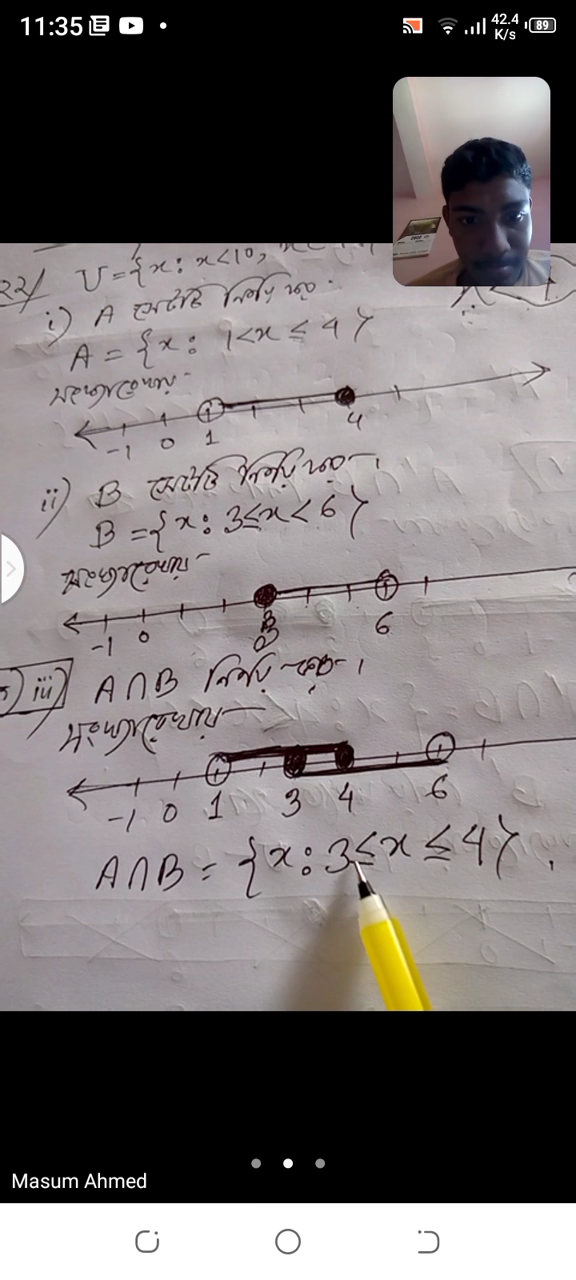 11:35
42.4 K/s
89
২২/ U={x: x<10,
i) A সেটটি নির্ণয় কর।
A = {x: 1<x ≤ 4}
সংখ্যারেখায়-
-1 0 1 4
ii) B সেটটি নির্ণয় কর-।
B = {x: 3≤x<6}
সংখ্যারেখায়-
-1 0 3 6
iii) A∩B নির্ণয় কর-।
সংখ্যারেখায়-
-1 0 1 3 4 6
A∩B = {x: 3≤x≤4}.
Masum Ahmed